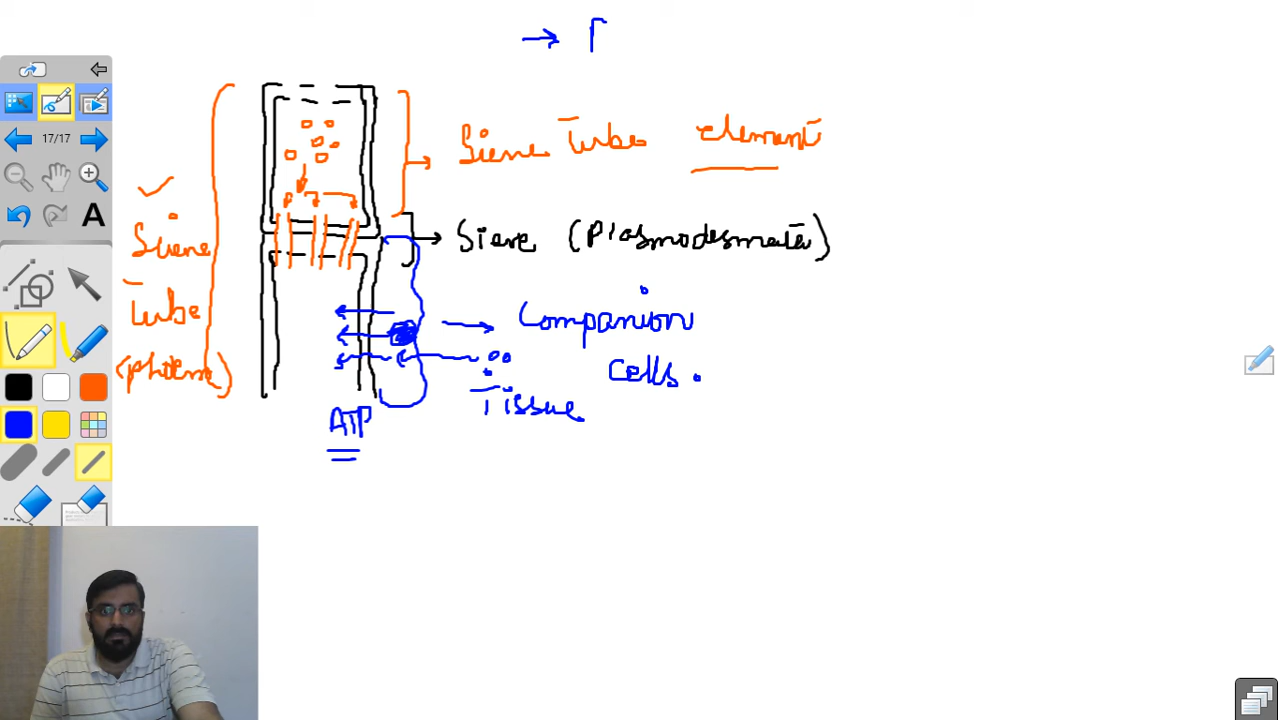 → P
17/17
A
Sieve Tube element
Sieve
Tube
(phloem)
Sieve (Plasmodesmata)
Companion
Cells.
Tissue
ATP